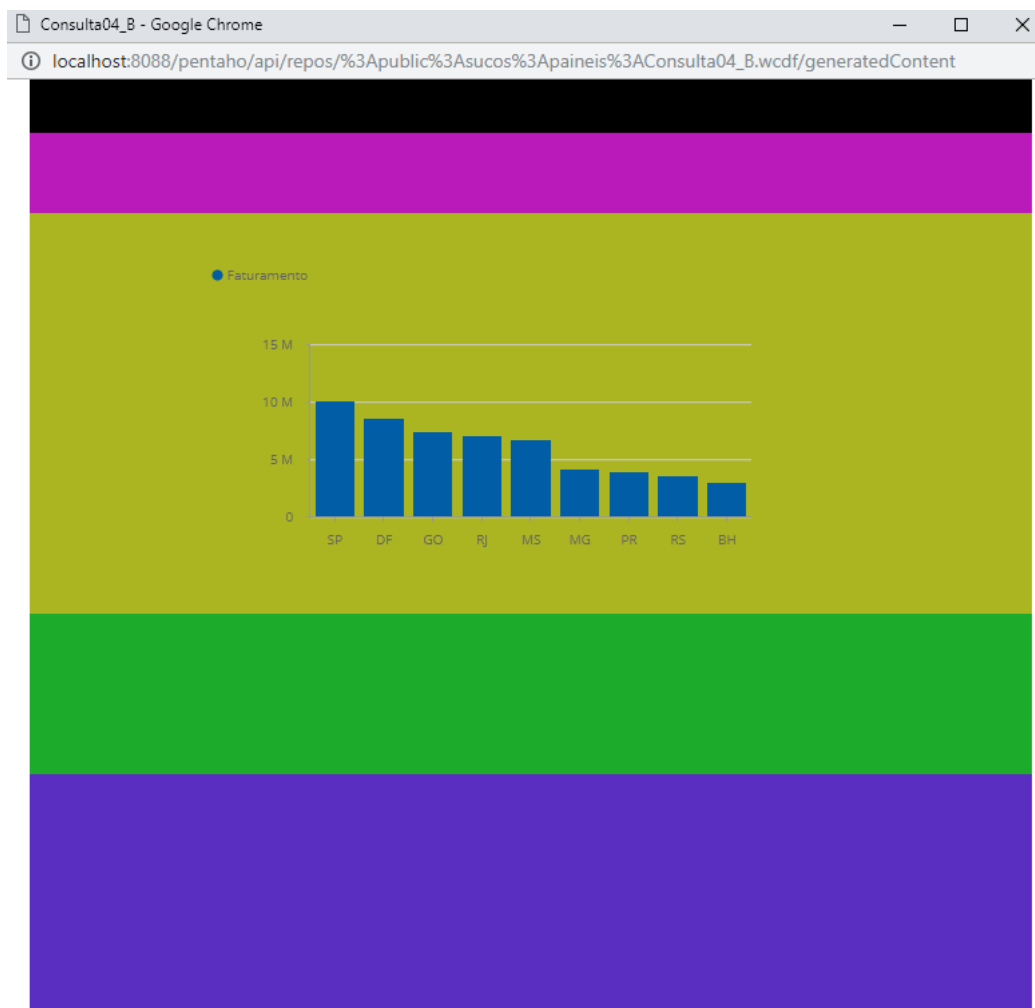 Consulta04_B - Google Chrome
localhost:8088/pentaho/api/repos/%3Apublic%3Asucos%3Apaineis%3AConsulta04_B.wcdf/generatedContent
Faturamento
15 M
10 M
5 M
0
SP DF GO RJ MS MG PR RS BH